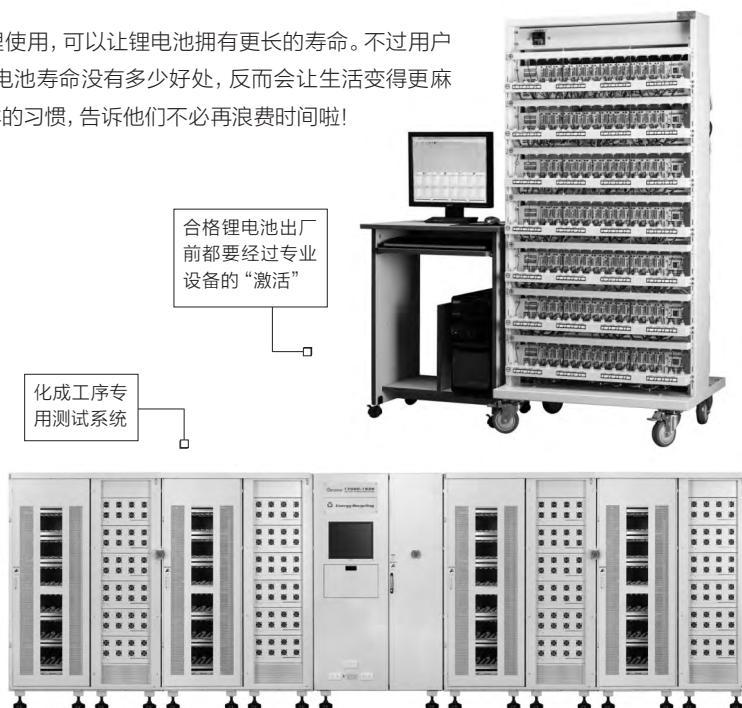 理使用，可以让锂电池拥有更长的寿命。不过用户
电池寿命没有多少好处，反而会让生活变得更麻
的习惯，告诉他们不必再浪费时间啦！
合格锂电池出厂
前都要经过专业
设备的“激活”
化成工序专
用测试系统
Energy Recycling